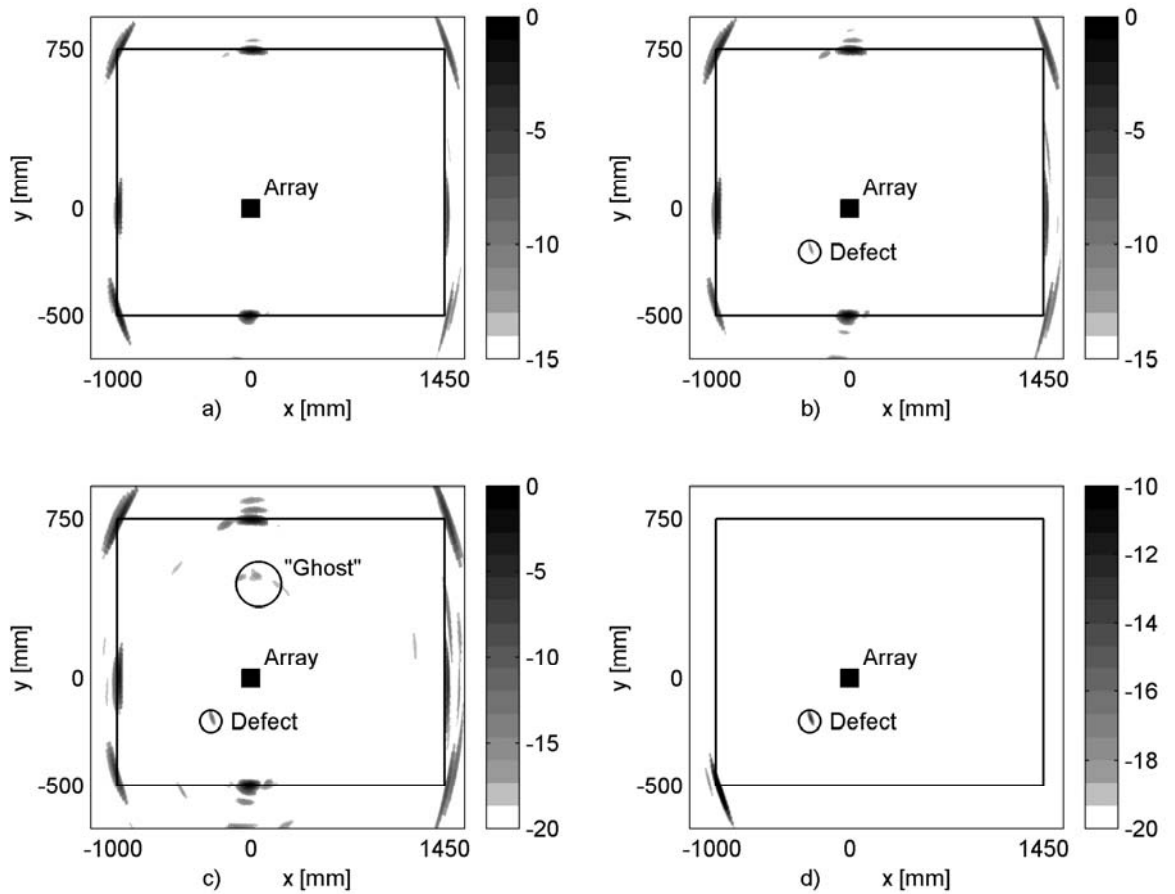 750
0
-500
y [mm]
Array
-1000 0 1450
a) x [mm]
0
-5
-10
-15
750
0
-500
y [mm]
Array
Defect
-1000 0 1450
b) x [mm]
0
-5
-10
-15
750
0
-500
y [mm]
"Ghost"
Array
Defect
-1000 0 1450
c) x [mm]
0
-5
-10
-15
-20
750
0
-500
y [mm]
Array
Defect
-1000 0 1450
d) x [mm]
-10
-12
-14
-16
-18
-20